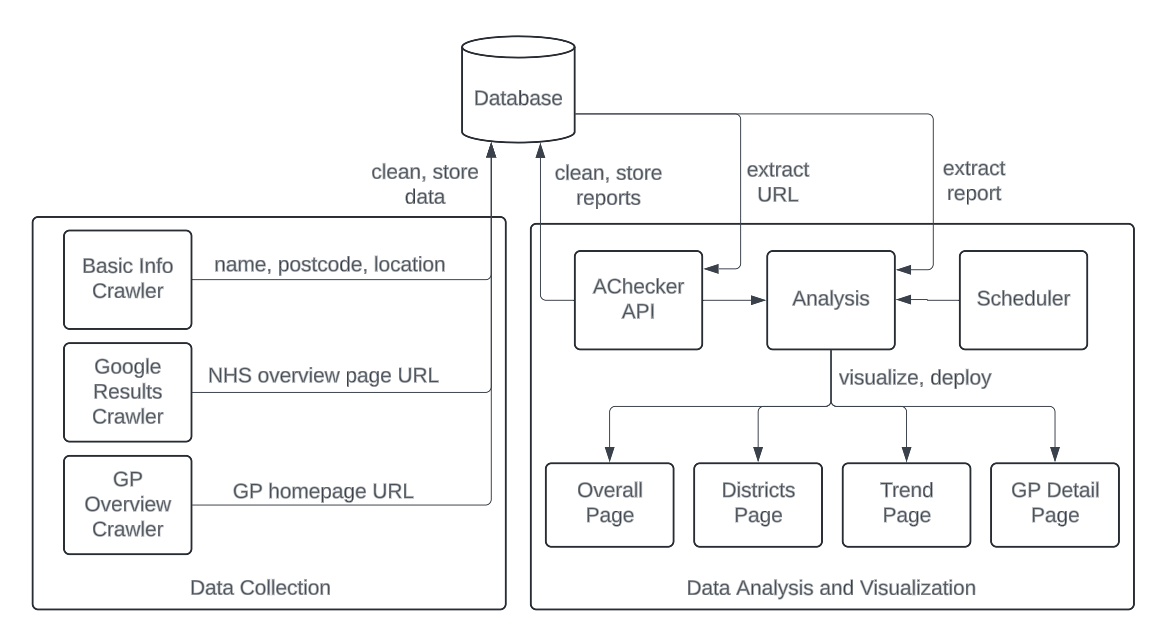 Database
clean, store
data
clean, store
reports
extract
URL
extract
report
Basic Info
Crawler
name, postcode, location
Google
Results
Crawler
NHS overview page URL
GP
Overview
Crawler
GP homepage URL
Data Collection
AChecker
API
Analysis
Scheduler
visualize, deploy
Overall
Page
Districts
Page
Trend
Page
GP Detail
Page
Data Analysis and Visualization